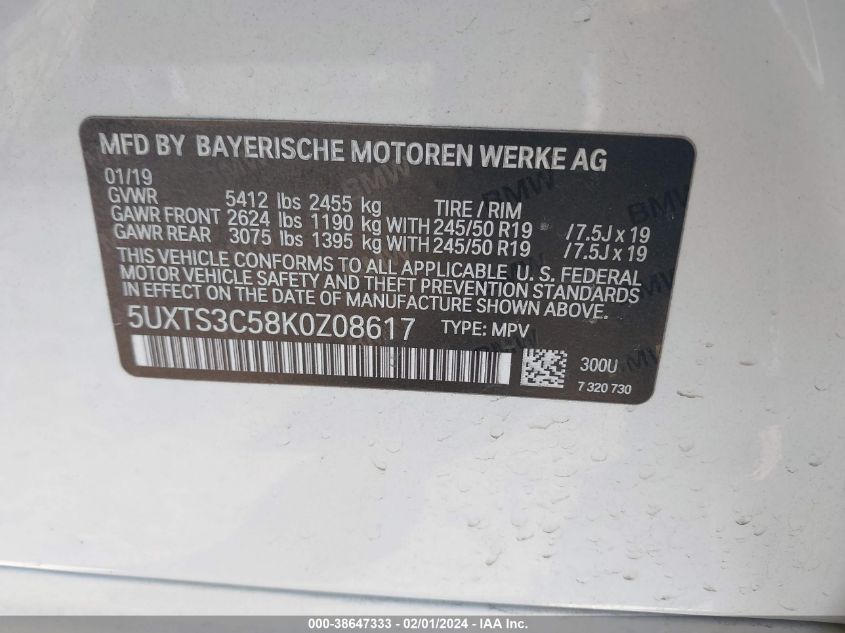 MFD BY BAYERISCHE MOTOREN WERKE AG
01/19
GVWR 5412 lbs 2455 kg TIRE / RIM
GAWR FRONT 2624 lbs 1190 kg WITH 245/50 R19 /7.5J x 19
GAWR REAR 3075 lbs 1395 kg WITH 245/50 R19 /7.5J x 19
THIS VEHICLE CONFORMS TO ALL APPLICABLE U. S. FEDERAL
MOTOR VEHICLE SAFETY AND THEFT PREVENTION STANDARDS
IN EFFECT ON THE DATE OF MANUFACTURE SHOWN ABOVE.
5UXTS3C58K0Z08617 TYPE: MPV
300U
7 320 730
BMW BMW BMW
000-38647333 - 02/01/2024 - IAA Inc.